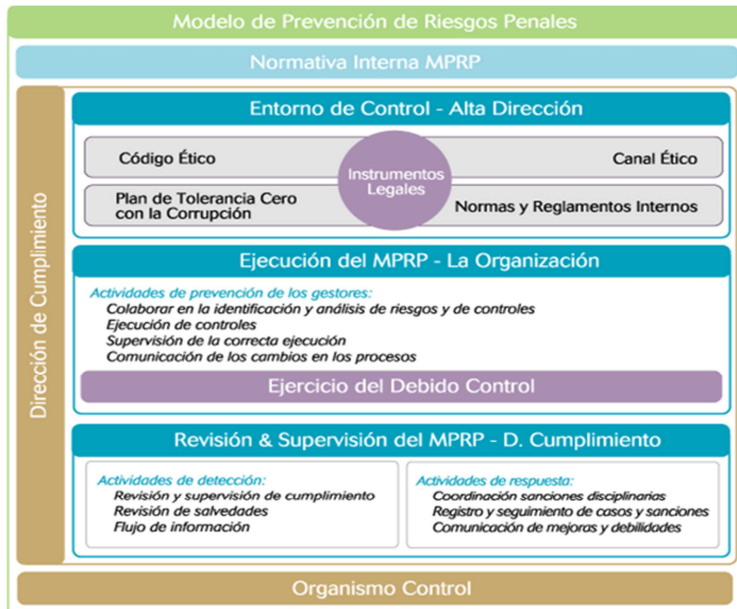 Modelo de Prevención de Riesgos Penales
Normativa Interna MPRP
Dirección de Cumplimiento
Entorno de Control - Alta Dirección
Código Ético
Canal Ético
Instrumentos
Legales
Plan de Tolerancia Cero
con la Corrupción
Normas y Reglamentos Internos
Ejecución del MPRP - La Organización
Actividades de prevención de los gestores:
Colaborar en la identificación y análisis de riesgos y de controles
Ejecución de controles
Supervisión de la correcta ejecución
Comunicación de los cambios en los procesos
Ejercicio del Debido Control
Revisión & Supervisión del MPRP - D. Cumplimiento
Actividades de detección:
Revisión y supervisión de cumplimiento
Revisión de salvedades
Flujo de información
Actividades de respuesta:
Coordinación sanciones disciplinarias
Registro y seguimiento de casos y sanciones
Comunicación de mejoras y debilidades
Organismo Control